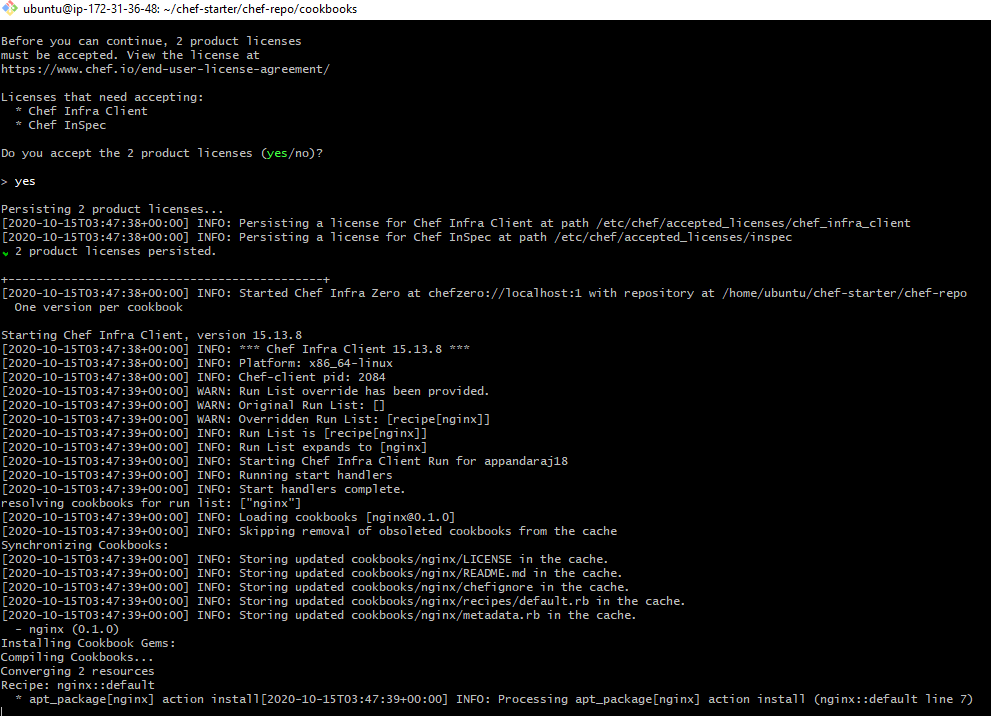 ubuntu@ip-172-31-36-48: ~/chef-starter/chef-repo/cookbooks
Before you can continue, 2 product licenses
must be accepted. View the license at
https://www.chef.io/end-user-license-agreement/
Licenses that need accepting:
* Chef Infra Client
* Chef InSpec
Do you accept the 2 product licenses (yes/no)?
> yes
Persisting 2 product licenses...
[2020-10-15T03:47:38+00:00] INFO: Persisting a license for Chef Infra Client at path /etc/chef/accepted_licenses/chef_infra_client
[2020-10-15T03:47:38+00:00] INFO: Persisting a license for Chef InSpec at path /etc/chef/accepted_licenses/inspec
✔ 2 product licenses persisted.
+---------------------------------------------+
[2020-10-15T03:47:38+00:00] INFO: Started Chef Infra Zero at chefzero://localhost:1 with repository at /home/ubuntu/chef-starter/chef-repo
One version per cookbook
Starting Chef Infra Client, version 15.13.8
[2020-10-15T03:47:38+00:00] INFO: *** Chef Infra Client 15.13.8 ***
[2020-10-15T03:47:38+00:00] INFO: Platform: x86_64-linux
[2020-10-15T03:47:38+00:00] INFO: Chef-client pid: 2084
[2020-10-15T03:47:39+00:00] WARN: Run List override has been provided.
[2020-10-15T03:47:39+00:00] WARN: Original Run List: []
[2020-10-15T03:47:39+00:00] WARN: Overridden Run List: [recipe[nginx]]
[2020-10-15T03:47:39+00:00] INFO: Run List is [recipe[nginx]]
[2020-10-15T03:47:39+00:00] INFO: Run List expands to [nginx]
[2020-10-15T03:47:39+00:00] INFO: Starting Chef Infra Client Run for appandaraj18
[2020-10-15T03:47:39+00:00] INFO: Running start handlers
[2020-10-15T03:47:39+00:00] INFO: Start handlers complete.
resolving cookbooks for run list: ["nginx"]
[2020-10-15T03:47:39+00:00] INFO: Loading cookbooks [nginx@0.1.0]
[2020-10-15T03:47:39+00:00] INFO: Skipping removal of obsoleted cookbooks from the cache
Synchronizing Cookbooks:
[2020-10-15T03:47:39+00:00] INFO: Storing updated cookbooks/nginx/LICENSE in the cache.
[2020-10-15T03:47:39+00:00] INFO: Storing updated cookbooks/nginx/README.md in the cache.
[2020-10-15T03:47:39+00:00] INFO: Storing updated cookbooks/nginx/chefignore in the cache.
[2020-10-15T03:47:39+00:00] INFO: Storing updated cookbooks/nginx/recipes/default.rb in the cache.
[2020-10-15T03:47:39+00:00] INFO: Storing updated cookbooks/nginx/metadata.rb in the cache.
- nginx (0.1.0)
Installing Cookbook Gems:
Compiling Cookbooks...
Converging 2 resources
Recipe: nginx::default
* apt_package[nginx] action install[2020-10-15T03:47:39+00:00] INFO: Processing apt_package[nginx] action install (nginx::default line 7)